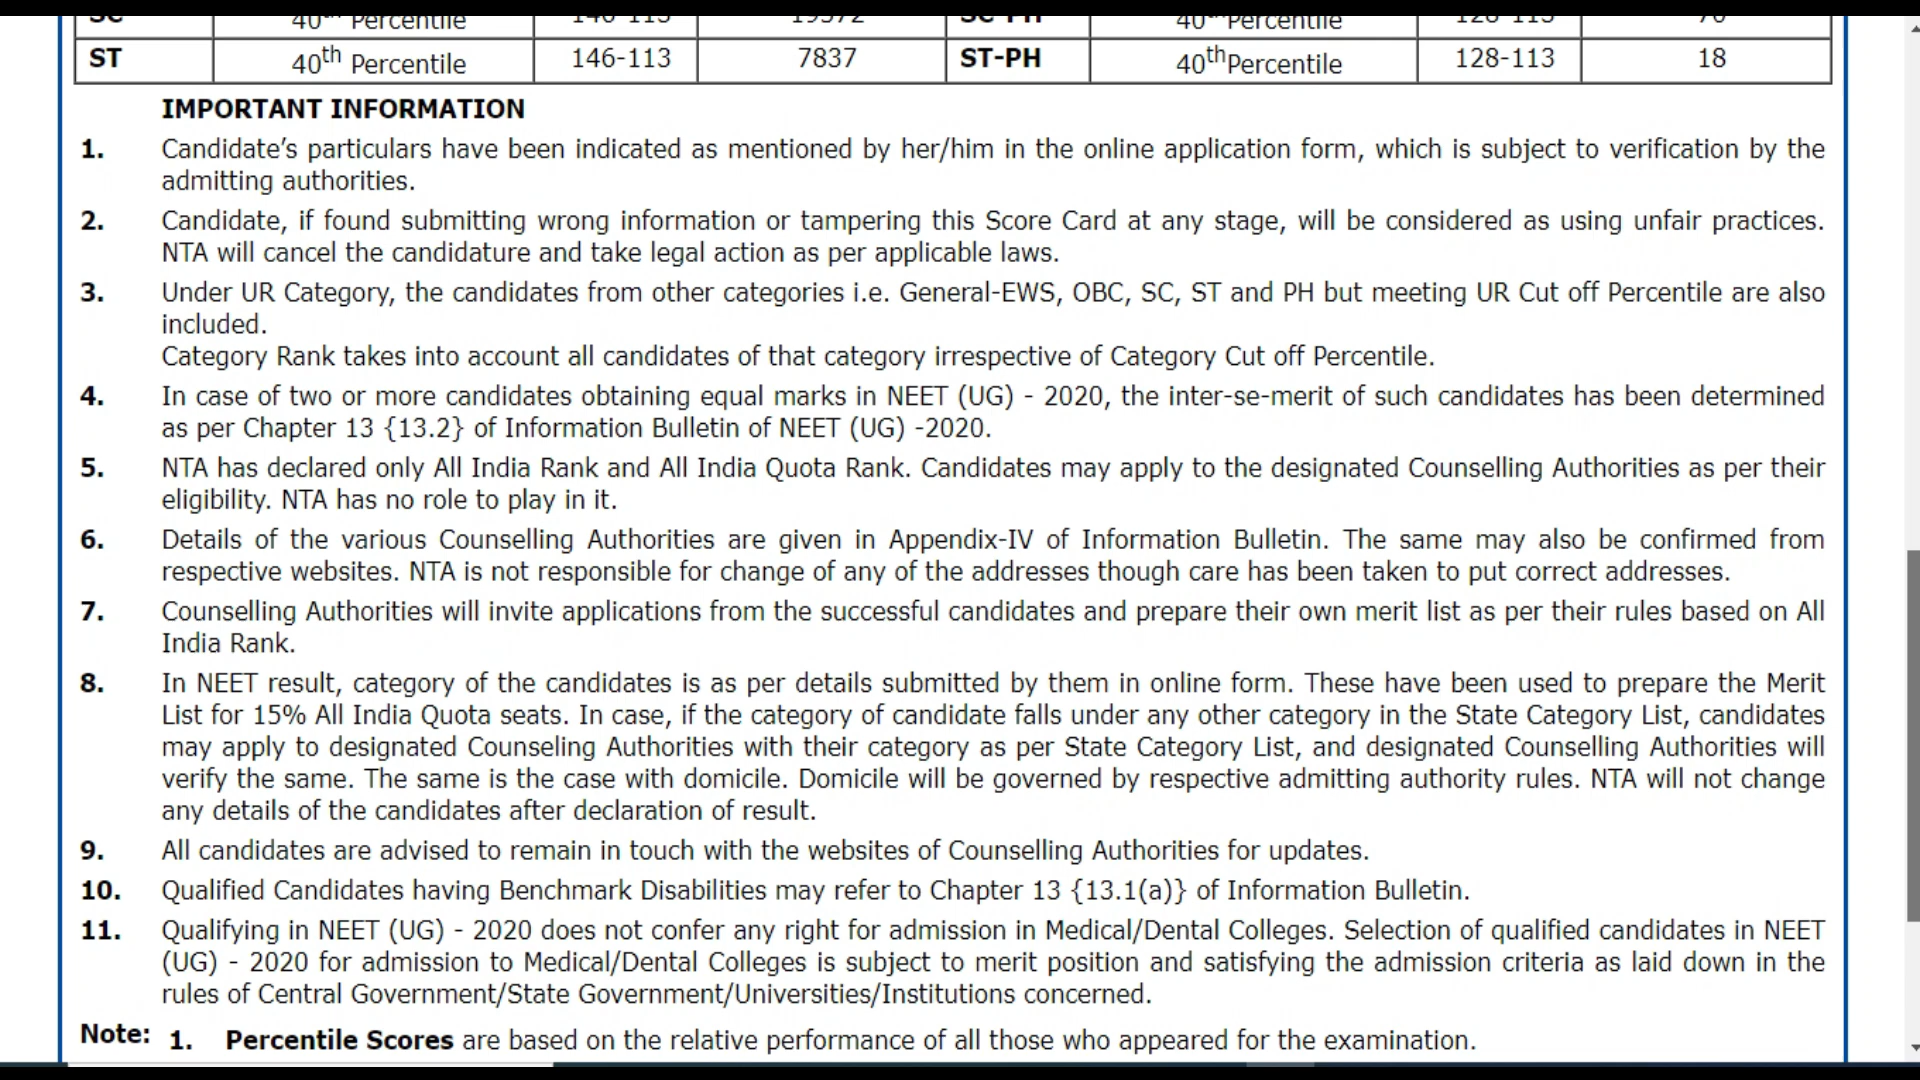 SC 40th Percentile 146-113 19572 SC-PH 40th Percentile 128-113 70
ST 40th Percentile 146-113 7837 ST-PH 40thPercentile 128-113 18
IMPORTANT INFORMATION
1. Candidate’s particulars have been indicated as mentioned by her/him in the online application form, which is subject to verification by the
admitting authorities.
2. Candidate, if found submitting wrong information or tampering this Score Card at any stage, will be considered as using unfair practices.
NTA will cancel the candidature and take legal action as per applicable laws.
3. Under UR Category, the candidates from other categories i.e. General-EWS, OBC, SC, ST and PH but meeting UR Cut off Percentile are also
included.
Category Rank takes into account all candidates of that category irrespective of Category Cut off Percentile.
4. In case of two or more candidates obtaining equal marks in NEET (UG) - 2020, the inter-se-merit of such candidates has been determined
as per Chapter 13 {13.2} of Information Bulletin of NEET (UG) -2020.
5. NTA has declared only All India Rank and All India Quota Rank. Candidates may apply to the designated Counselling Authorities as per their
eligibility. NTA has no role to play in it.
6. Details of the various Counselling Authorities are given in Appendix-IV of Information Bulletin. The same may also be confirmed from
respective websites. NTA is not responsible for change of any of the addresses though care has been taken to put correct addresses.
7. Counselling Authorities will invite applications from the successful candidates and prepare their own merit list as per their rules based on All
India Rank.
8. In NEET result, category of the candidates is as per details submitted by them in online form. These have been used to prepare the Merit
List for 15% All India Quota seats. In case, if the category of candidate falls under any other category in the State Category List, candidates
may apply to designated Counseling Authorities with their category as per State Category List, and designated Counselling Authorities will
verify the same. The same is the case with domicile. Domicile will be governed by respective admitting authority rules. NTA will not change
any details of the candidates after declaration of result.
9. All candidates are advised to remain in touch with the websites of Counselling Authorities for updates.
10. Qualified Candidates having Benchmark Disabilities may refer to Chapter 13 {13.1(a)} of Information Bulletin.
11. Qualifying in NEET (UG) - 2020 does not confer any right for admission in Medical/Dental Colleges. Selection of qualified candidates in NEET
(UG) - 2020 for admission to Medical/Dental Colleges is subject to merit position and satisfying the admission criteria as laid down in the
rules of Central Government/State Government/Universities/Institutions concerned.
Note: 1. Percentile Scores are based on the relative performance of all those who appeared for the examination.